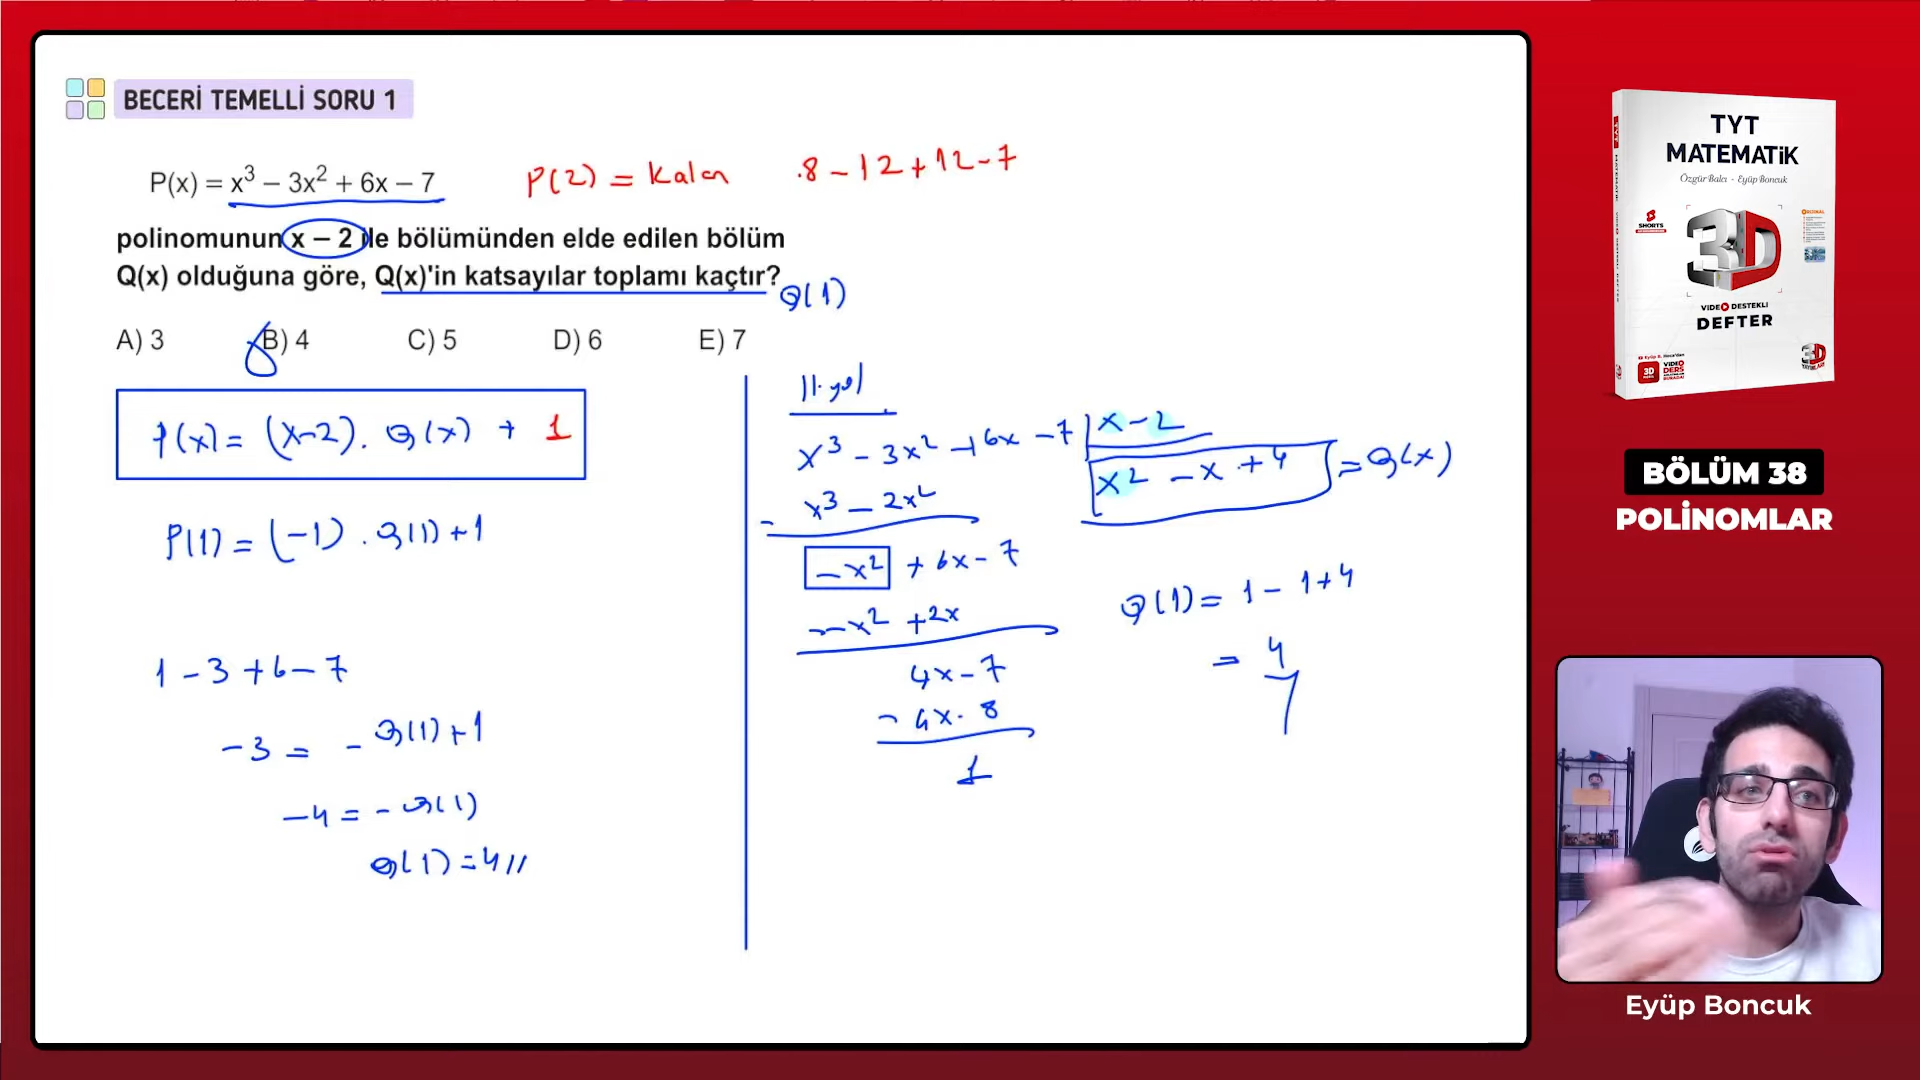 BECERİ TEMELLİ SORU 1
P(x) = x³ – 3x² + 6x – 7
P(2) = Kalan
8 – 12 + 12 – 7
polinomunun x – 2 ile bölümünden elde edilen bölüm
Q(x) olduğuna göre, Q(x)'in katsayılar toplamı kaçtır?
Q(1)
A) 3 B) 4 C) 5 D) 6 E) 7
P(x) = (x–2). Q(x) + 1
P(1) = (–1). Q(1) + 1
1 – 3 + 6 – 7
–3 = – Q(1) + 1
–4 = – Q(1)
Q(1) = 4//
II. yol
x³ – 3x² + 6x – 7 | x – 2
x² – x + 4 = Q(x)
– x³ – 2x²
–x² + 6x – 7
–x² + 2x
4x – 7
– 4x – 8
1
Q(1) = 1 – 1 + 4
= 4
TYT
MATEMATİK
Özgür Balcı - Eyüp Boncuk
SHORTS
3D
VIDEO DESTEKLİ
DEFTER
BÖLÜM 38
POLİNOMLAR
Eyüp Boncuk